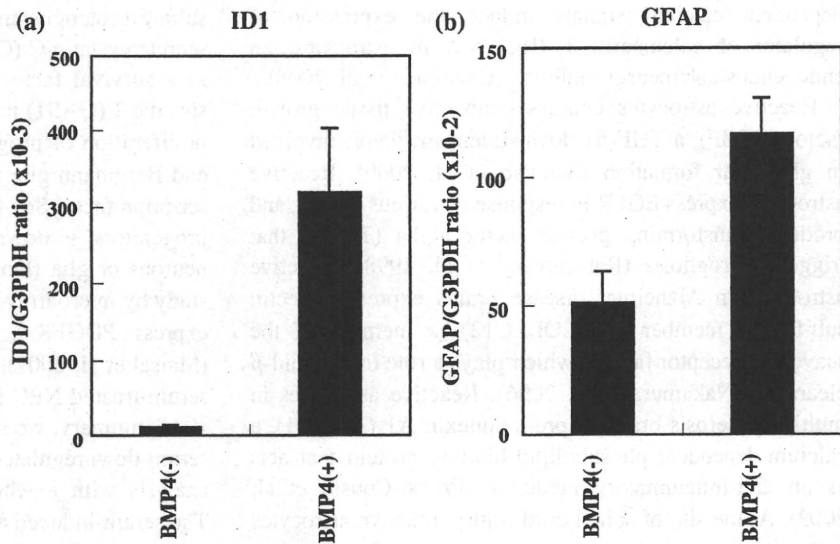 (a)
ID1
ID1/G3PDH ratio (x10-3)
500
400
300
200
100
0
BMP4(-)
BMP4(+)
(b)
GFAP
GFAP/G3PDH ratio (x10-2)
150
100
50
0
BMP4(-)
BMP4(+)